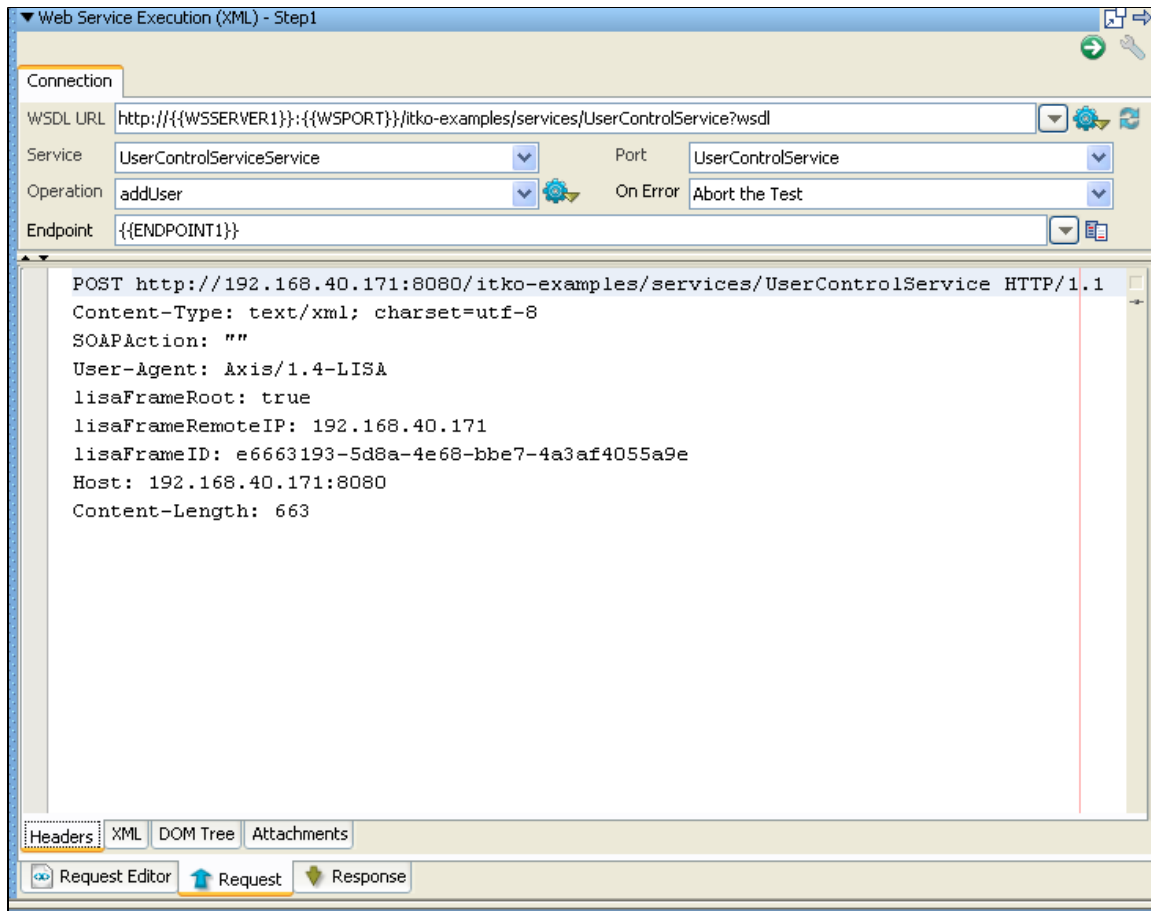 Web Service Execution (XML) - Step1
Connection
WSDL URL http://{{WSSERVER1}}:{{WSPORT}}/itko-examples/services/UserControlService?wsdl
Service UserControlServiceService Port UserControlService
Operation addUser On Error Abort the Test
Endpoint {{ENDPOINT1}}
POST http://192.168.40.171:8080/itko-examples/services/UserControlService HTTP/1.1
Content-Type: text/xml; charset=utf-8
SOAPAction: ""
User-Agent: Axis/1.4-LISA
lisaFrameRoot: true
lisaFrameRemoteIP: 192.168.40.171
lisaFrameID: e6663193-5d8a-4e68-bbe7-4a3af4055a9e
Host: 192.168.40.171:8080
Content-Length: 663
Headers XML DOM Tree Attachments
Request Editor Request Response